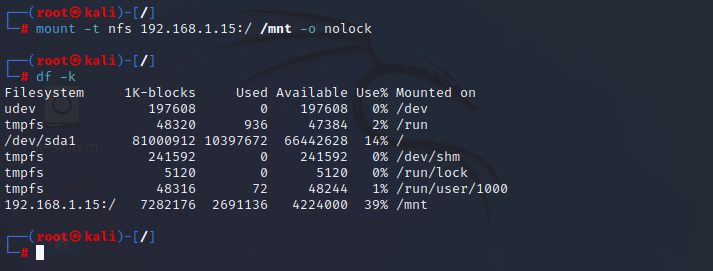 ┌──(root㉿kali)-[/]
└─# mount -t nfs 192.168.1.15:/ /mnt -o nolock
┌──(root㉿kali)-[/]
└─# df -k
Filesystem     1K-blocks     Used Available Use% Mounted on
udev              197608        0    197608   0% /dev
tmpfs              48320      936     47384   2% /run
/dev/sda1       81000912 10397672  66442628  14% /
tmpfs             241592        0    241592   0% /dev/shm
tmpfs               5120        0      5120   0% /run/lock
tmpfs              48316       72     48244   1% /run/user/1000
192.168.1.15:/   7282176  2691136   4224000  39% /mnt
┌──(root㉿kali)-[/]
└─#